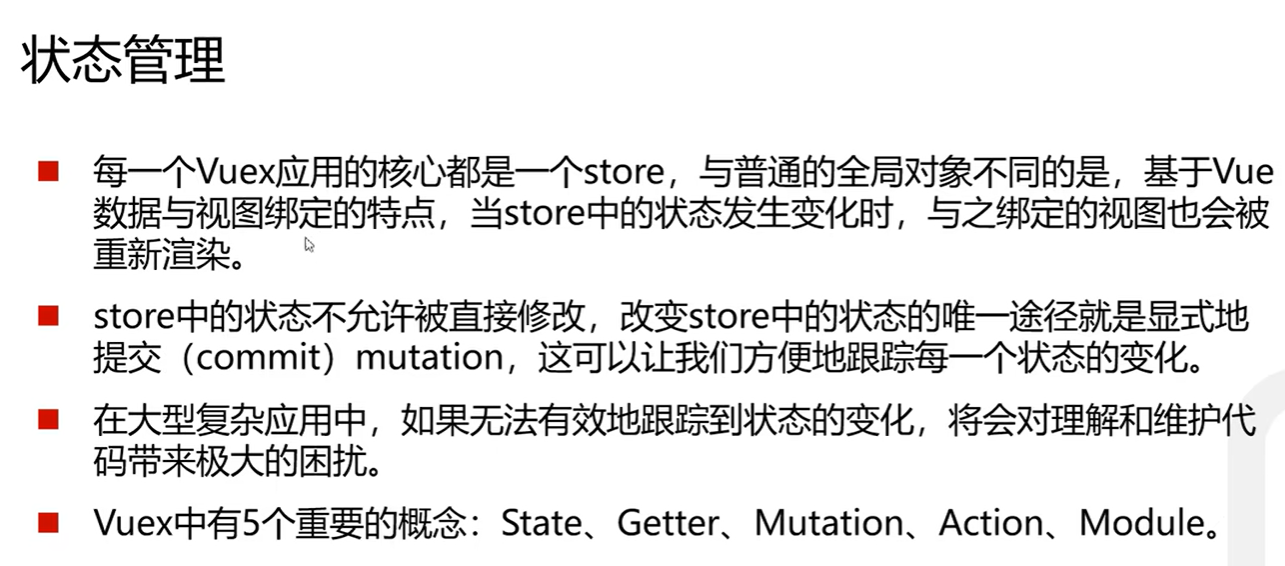 状态管理
每一个Vuex应用的核心都是一个store，与普通的全局对象不同的是，基于Vue
数据与视图绑定的特点，当store中的状态发生变化时，与之绑定的视图也会被
重新渲染。
store中的状态不允许被直接修改，改变store中的状态的唯一途径就是显式地
提交（commit）mutation，这可以让我们方便地跟踪每一个状态的变化。
在大型复杂应用中，如果无法有效地跟踪到状态的变化，将会对理解和维护代
码带来极大的困扰。
Vuex中有5个重要的概念：State、Getter、Mutation、Action、Module。